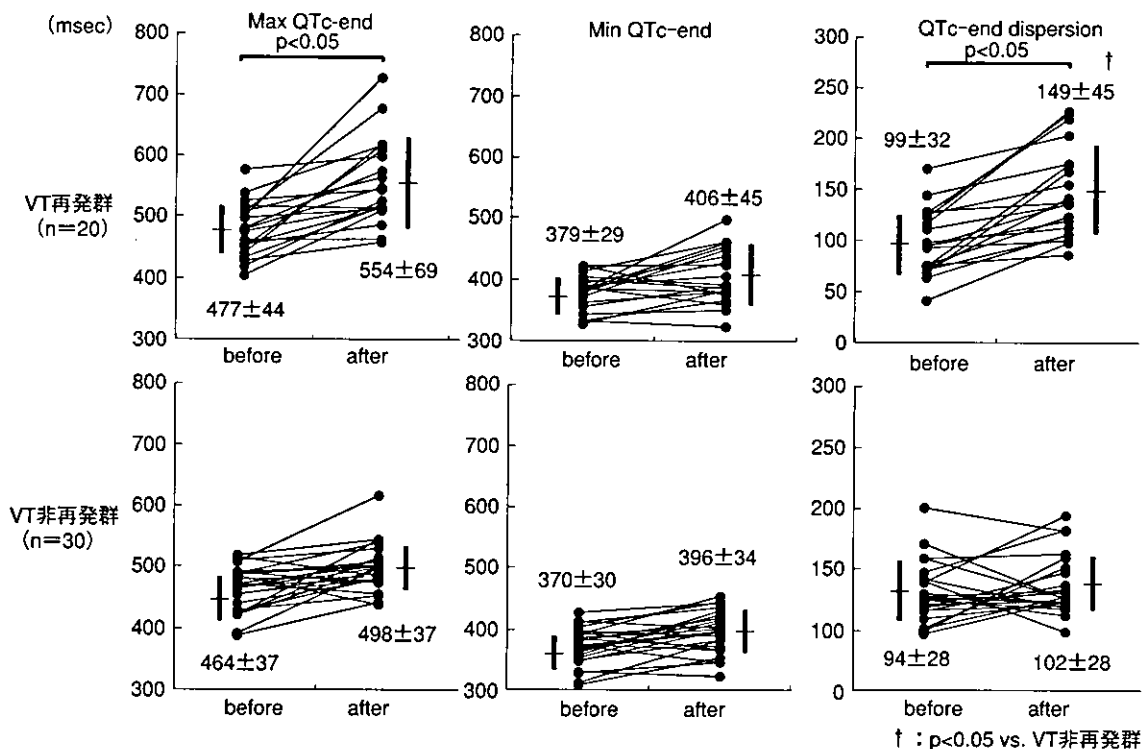 (msec)
Max QTc-end
p<0.05
800
700
600
500
400
300
477±44
554±69
before
after
VT再発群
(n=20)
Min QTc-end
800
700
600
500
400
300
379±29
406±45
before
after
QTc-end dispersion
p<0.05
†
300
250
200
150
100
50
0
99±32
149±45
before
after
VT非再発群
(n=30)
800
700
600
500
400
300
464±37
498±37
before
after
800
700
600
500
400
300
370±30
396±34
before
after
300
200
150
100
50
0
94±28
102±28
before
after
†：p<0.05 vs. VT非再発群